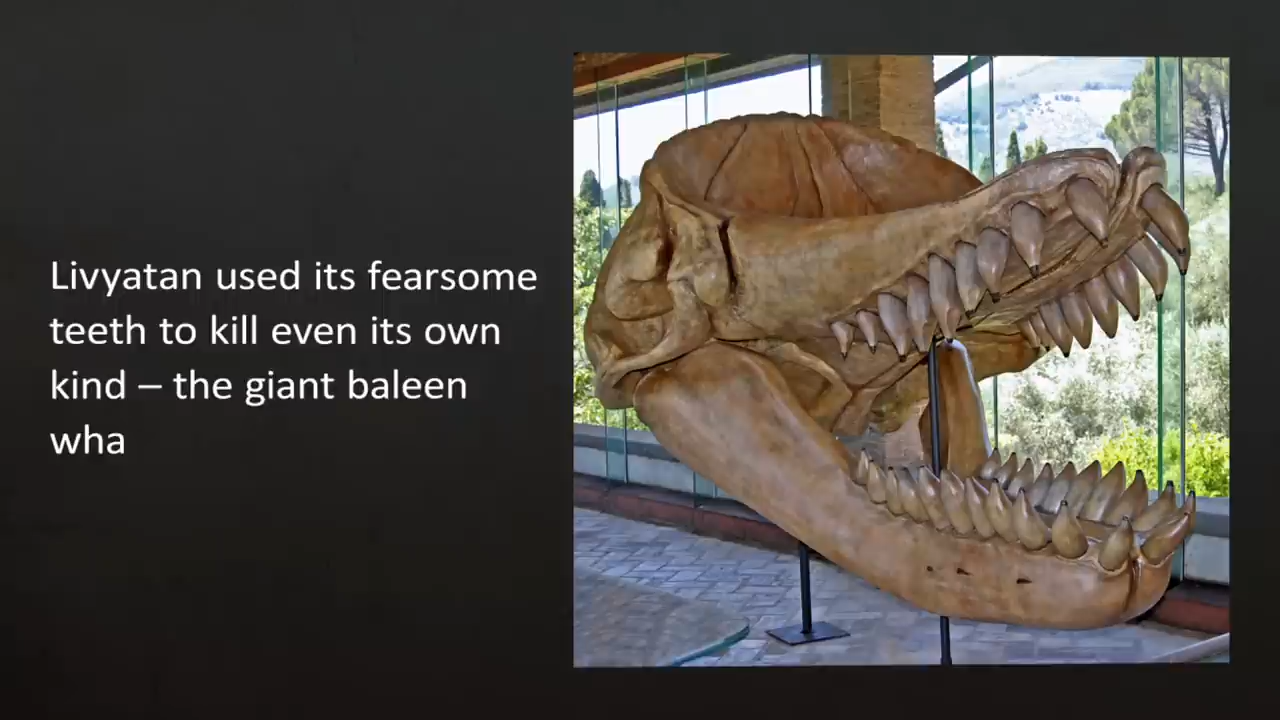 Livyatan used its fearsome
teeth to kill even its own
kind – the giant baleen
wha